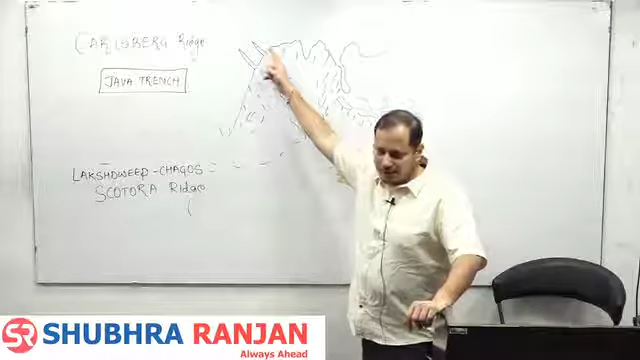 CARLSBERG Ridge
JAVA TRENCH
LAKSHDWEEP-CHAGOS
SCOTORA Ridge
SR SHUBHRA RANJAN
Always Ahead